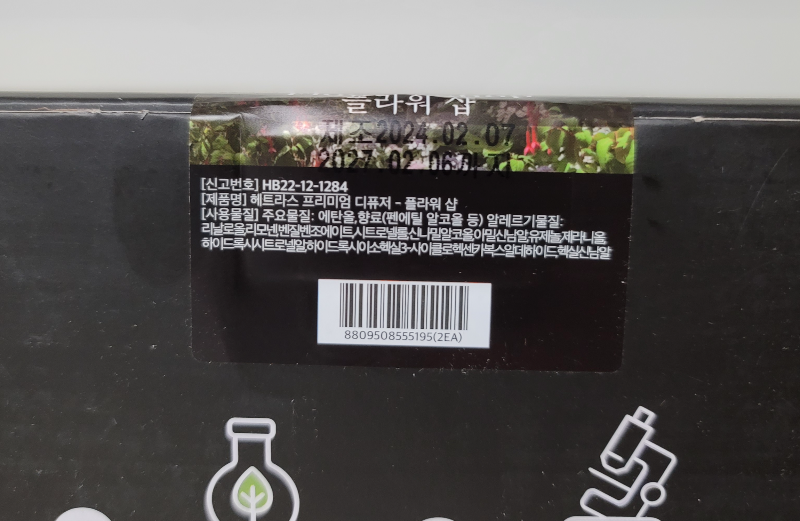 플라워 샵
제조2024.02.07
2027.02.06까지
[신고번호] HB22-12-1284
[제품명] 헤트라스 프리미엄 디퓨저 - 플라워 샵
[사용물질] 주요물질: 에탄올,향료(펜에틸 알코올 등) 알레르기물질:
리날로올,리모넨,벤질벤조에이트,시트로넬롤,신나밀알코올,아밀신남알,유제놀,제라니올,
하이드록시시트로넬알,하이드록시이소헥실3-사이클로헥센카복스알데하이드,헥실신남알
8809508555195(2EA)